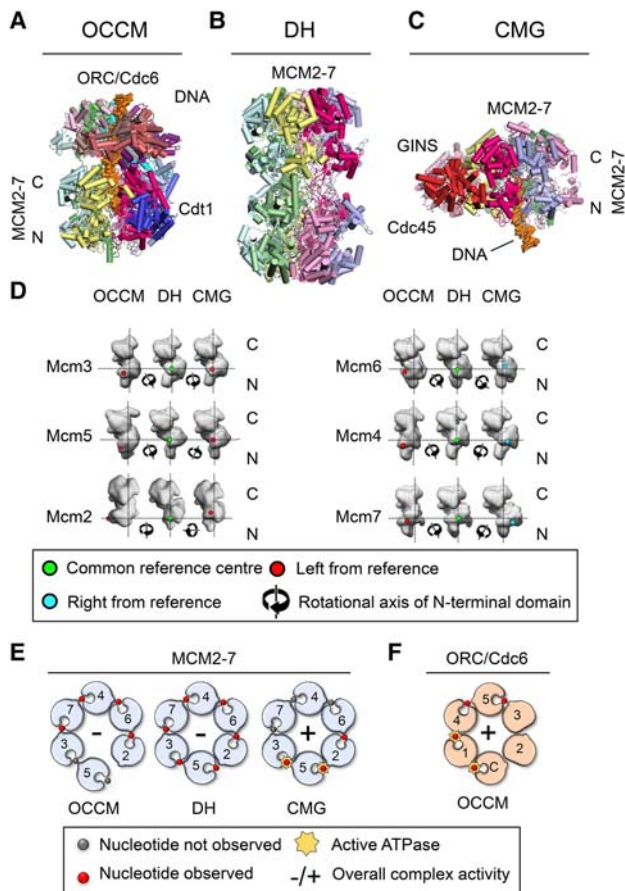 A
OCCM
ORC/Cdc6
DNA
MCM2-7
C
N
Cdt1
B
DH
MCM2-7
C
CMG
MCM2-7
GINS
C
N
MCM2-7
Cdc45
DNA
D
OCCM DH CMG
Mcm3
C
N
Mcm5
C
N
Mcm2
C
N
OCCM DH CMG
Mcm6
C
N
Mcm4
C
N
Mcm7
C
N
Common reference centre
Left from reference
Right from reference
Rotational axis of N-terminal domain
E
MCM2-7
4
7 6
-
3 2
5
OCCM
4
7 6
-
3 2
5
DH
4
7 6
+
3 2
5
CMG
F
ORC/Cdc6
5
4 3
+
1 2
C
OCCM
Nucleotide not observed
Active ATPase
Nucleotide observed
-/+ Overall complex activity